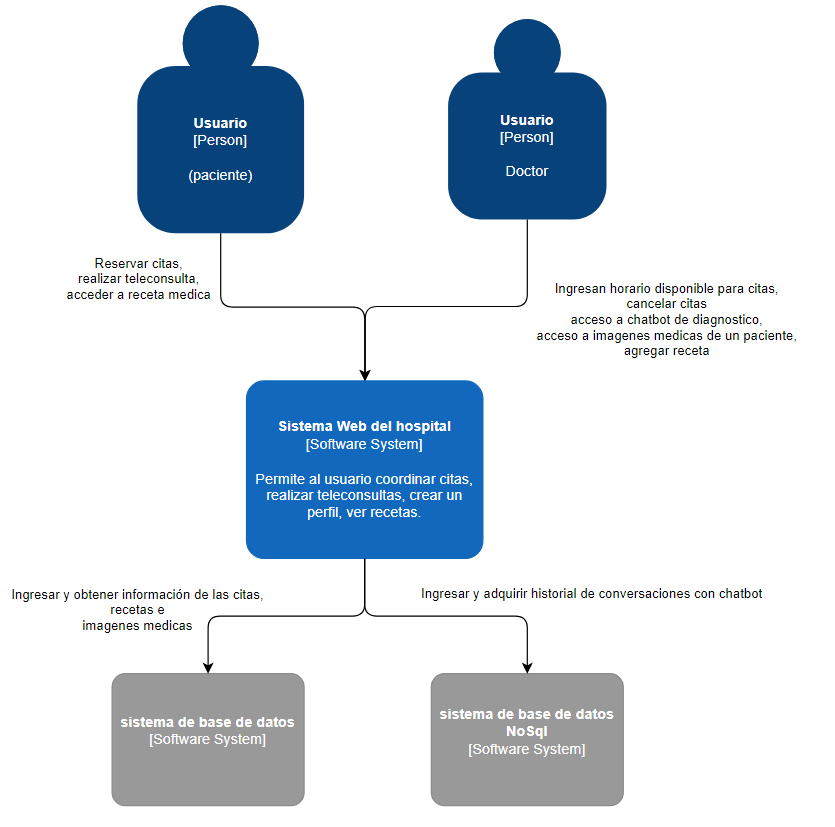 Usuario
[Person]
(paciente)
Usuario
[Person]
Doctor
Reservar citas,
realizar teleconsulta,
acceder a receta medica
Ingresan horario disponible para citas,
cancelar citas
acceso a chatbot de diagnostico,
acceso a imagenes medicas de un paciente,
agregar receta
Sistema Web del hospital
[Software System]
Permite al usuario coordinar citas,
realizar teleconsultas, crear un
perfil, ver recetas.
Ingresar y obtener información de las citas,
recetas e
imagenes medicas
Ingresar y adquirir historial de conversaciones con chatbot
sistema de base de datos
[Software System]
sistema de base de datos
NoSql
[Software System]